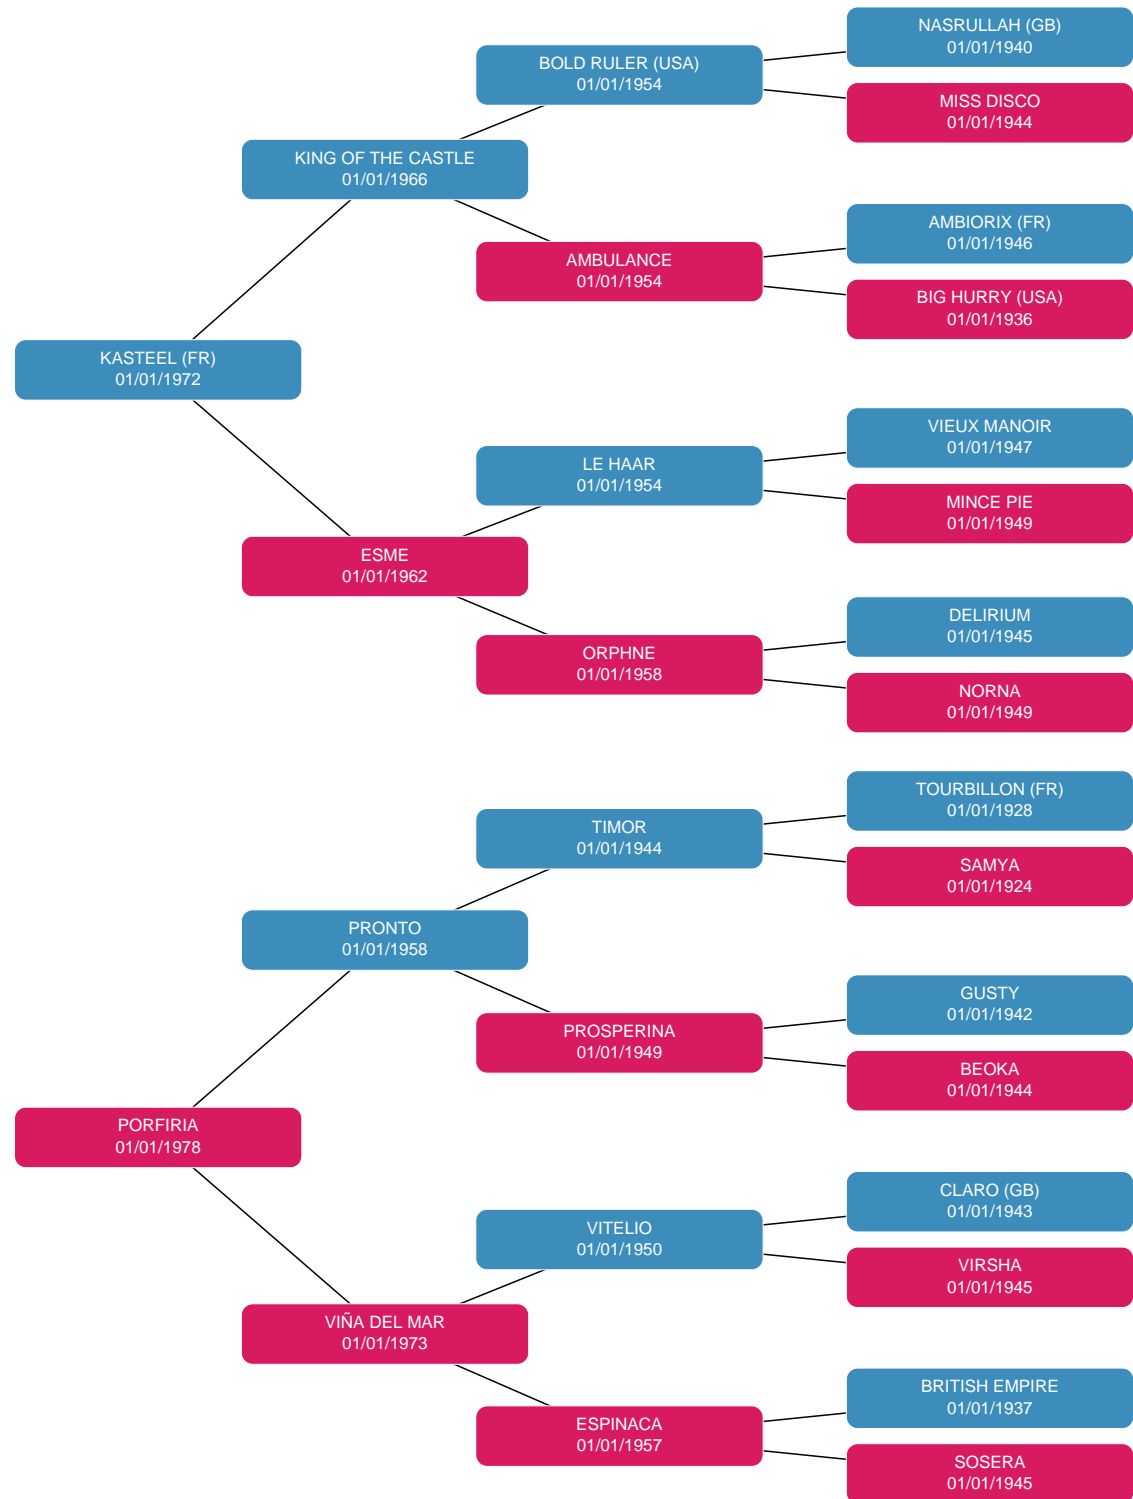 NASRULLAH (GB)
01/01/1940
BOLD RULER (USA)
01/01/1954
MISS DISCO
01/01/1944
KING OF THE CASTLE
01/01/1966
AMBIORIX (FR)
01/01/1946
AMBULANCE
01/01/1954
BIG HURRY (USA)
01/01/1936
KASTEEL (FR)
01/01/1972
VIEUX MANOIR
01/01/1947
LE HAAR
01/01/1954
MINCE PIE
01/01/1949
ESME
01/01/1962
DELIRIUM
01/01/1945
ORPHNE
01/01/1958
NORNA
01/01/1949
TOURBILLON (FR)
01/01/1928
TIMOR
01/01/1944
SAMYA
01/01/1924
PRONTO
01/01/1958
GUSTY
01/01/1942
PROSPERINA
01/01/1949
BEOKA
01/01/1944
PORFIRIA
01/01/1978
CLARO (GB)
01/01/1943
VITELIO
01/01/1950
VIRSHA
01/01/1945
VIÑA DEL MAR
01/01/1973
BRITISH EMPIRE
01/01/1937
ESPINACA
01/01/1957
SOSERA
01/01/1945